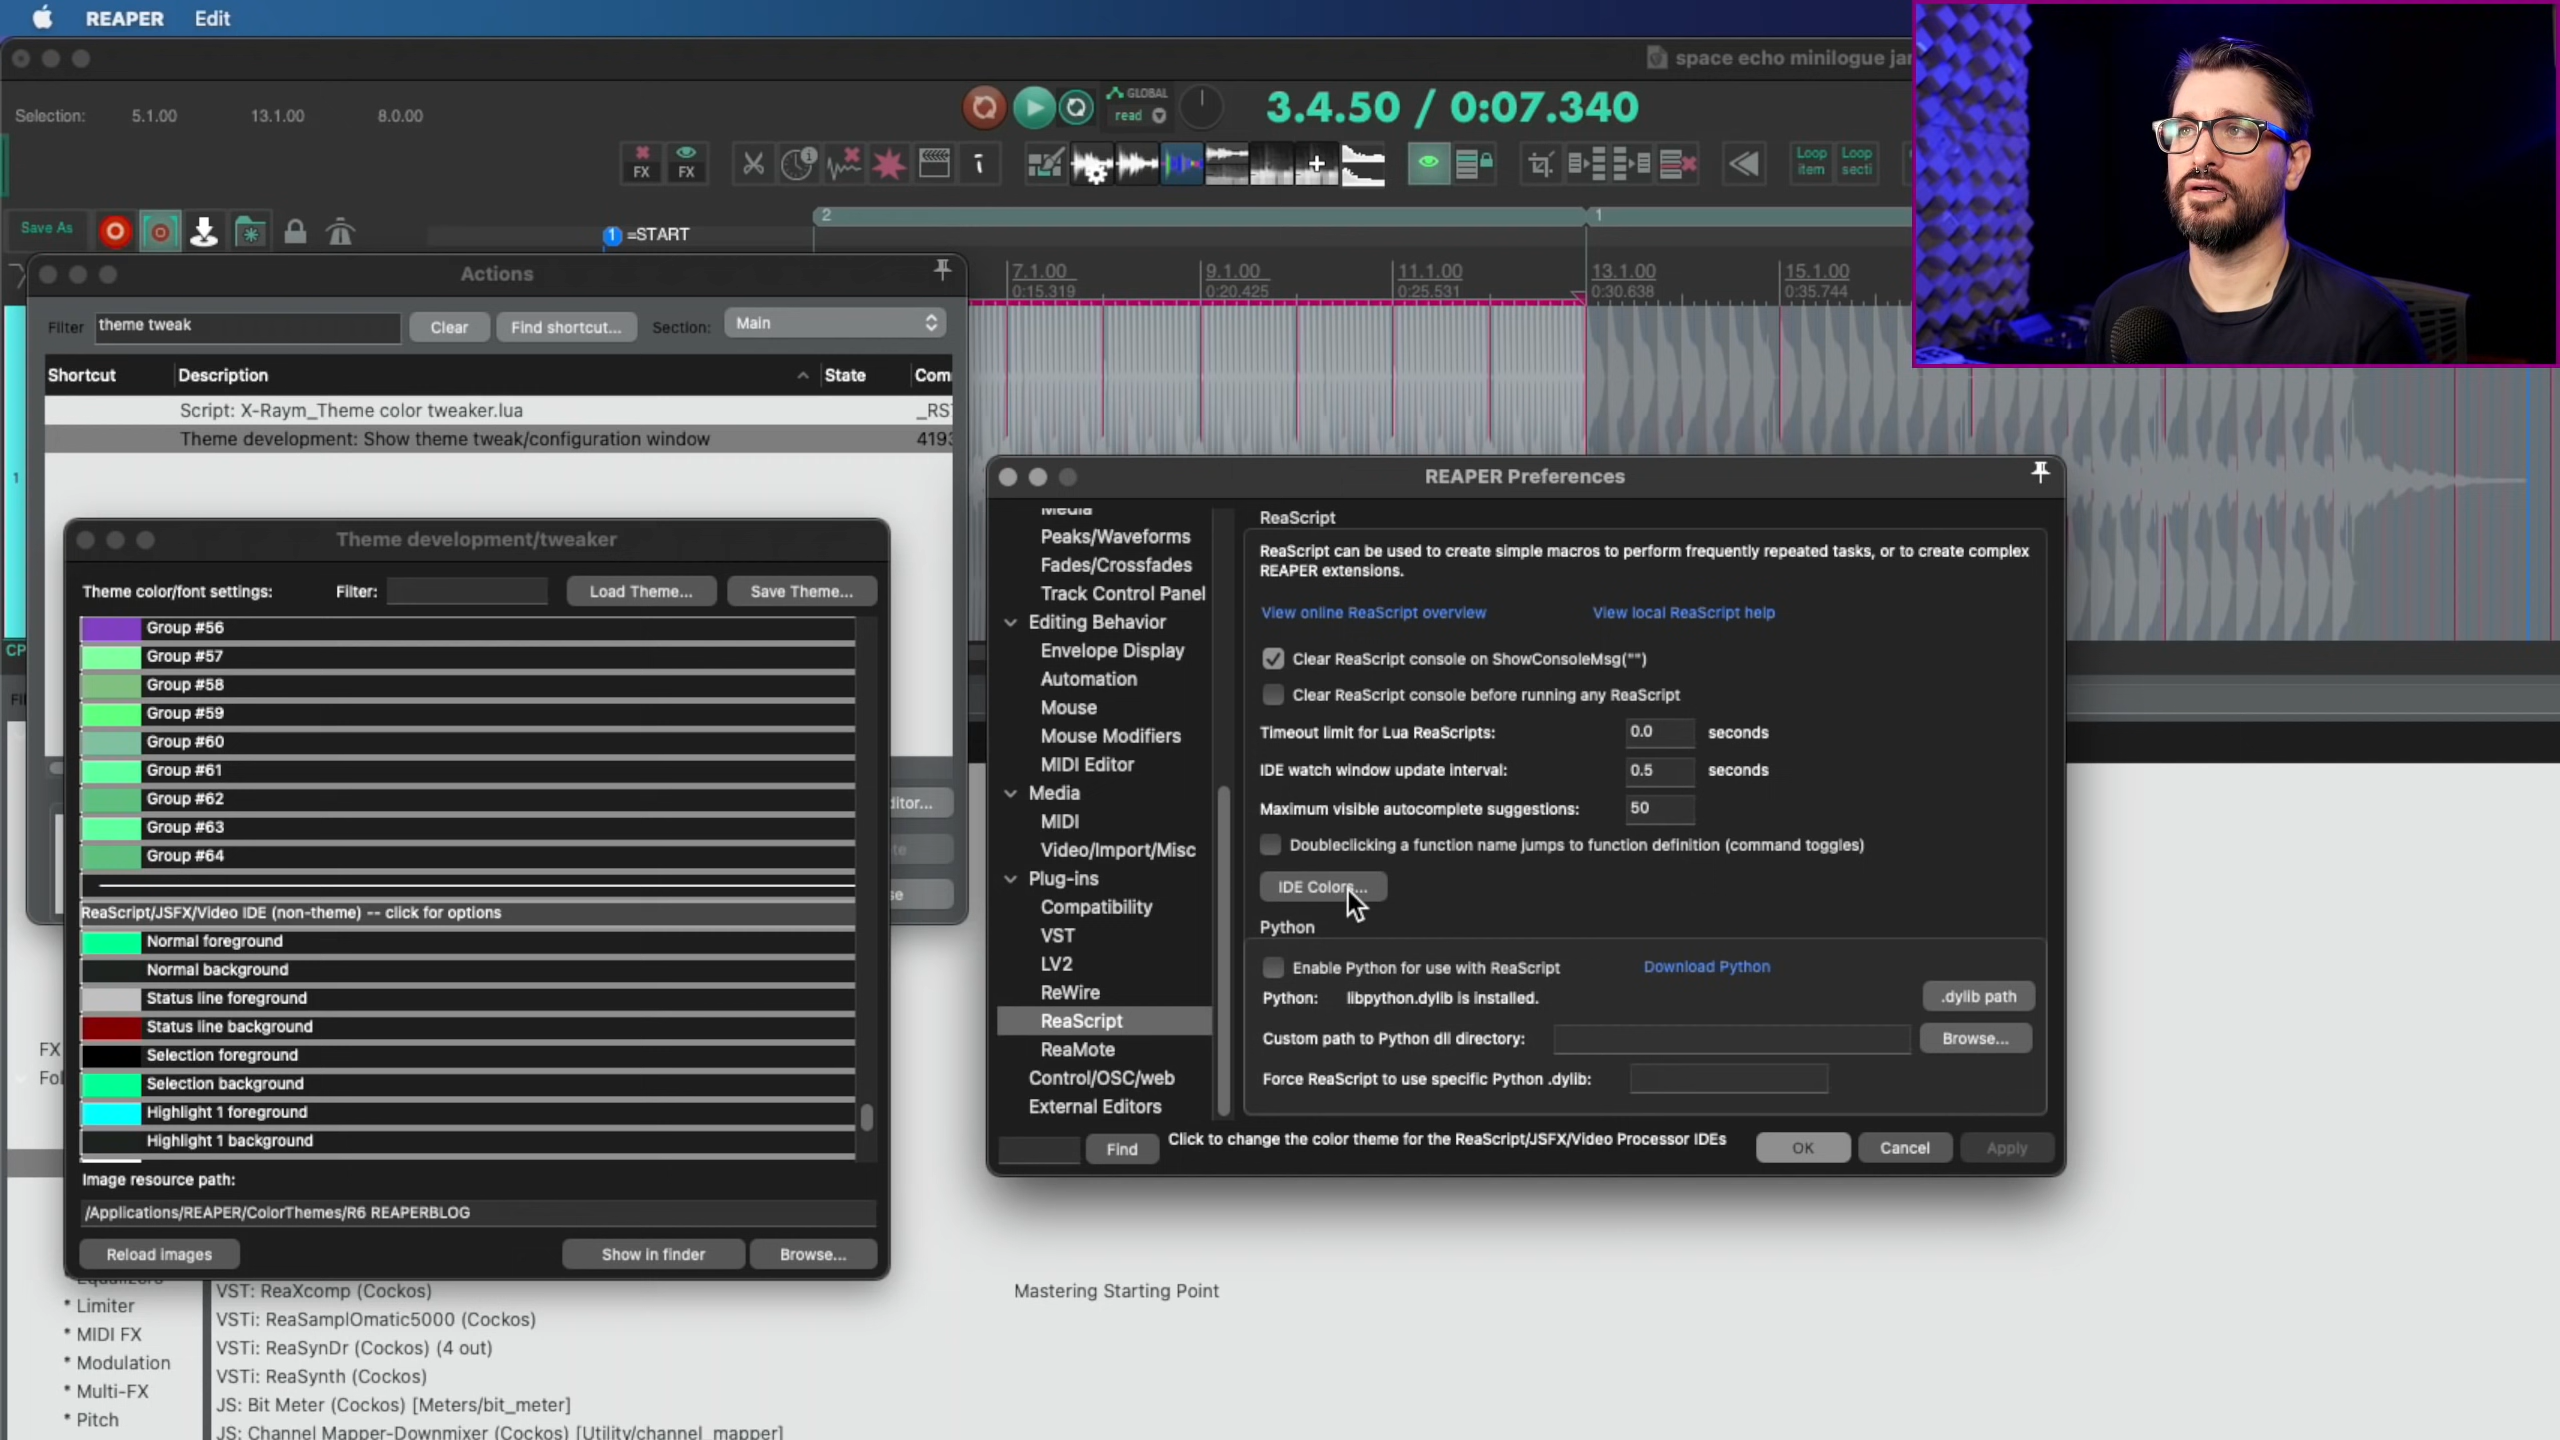 REAPER Edit
space echo minilogue
Selection: 5.1.00 13.1.00 8.0.00
GLOBAL
read
3.4.50 / 0:07.340
FX FX
Loop item
Loop secti
Save As
1 =START
2
1
7.1.00 9.1.00 11.1.00 13.1.00 15.1.00
0:15.319 0:20.425 0:25.531 0:30.638 0:35.744
Actions
Filter theme tweak Clear Find shortcut... Section: Main
Shortcut Description State Com
Script: X-Raym_Theme color tweaker.lua _RS
Theme development: Show theme tweak/configuration window 419
1
Theme development/tweaker
Theme color/font settings: Filter: Load Theme... Save Theme...
Group #56
Group #57
Group #58
Group #59
Group #60
Group #61
Group #62
Group #63
Group #64
ReaScript/JSFX/Video IDE (non-theme) -- click for options
Normal foreground
Normal background
Status line foreground
Status line background
Selection foreground
Selection background
Highlight 1 foreground
Highlight 1 background
Image resource path:
/Applications/REAPER/ColorThemes/R6 REAPERBLOG
Reload images Show in finder Browse...
REAPER Preferences
Media
Peaks/Waveforms
Fades/Crossfades
Track Control Panel
Editing Behavior
Envelope Display
Automation
Mouse
Mouse Modifiers
MIDI Editor
Media
MIDI
Video/Import/Misc
Plug-ins
Compatibility
VST
LV2
ReWire
ReaScript
ReaMote
Control/OSC/web
External Editors
ReaScript
ReaScript can be used to create simple macros to perform frequently repeated tasks, or to create complex
REAPER extensions.
View online ReaScript overview View local ReaScript help
Clear ReaScript console on ShowConsoleMsg("")
Clear ReaScript console before running any ReaScript
Timeout limit for Lua ReaScripts: 0.0 seconds
IDE watch window update interval: 0.5 seconds
Maximum visible autocomplete suggestions: 50
Doubleclicking a function name jumps to function definition (command toggles)
IDE Colors...
Python
Enable Python for use with ReaScript Download Python
Python: libpython.dylib is installed. .dylib path
Custom path to Python dll directory: Browse...
Force ReaScript to use specific Python .dylib:
Find Click to change the color theme for the ReaScript/JSFX/Video Processor IDEs OK Cancel Apply
FX
* Limiter
* MIDI FX
* Modulation
* Multi-FX
* Pitch
VST: ReaXcomp (Cockos)
VSTi: ReaSamplOmatic5000 (Cockos)
VSTi: ReaSynDr (Cockos) (4 out)
VSTi: ReaSynth (Cockos)
JS: Bit Meter (Cockos) [Meters/bit_meter]
JS: Channel Mapper-Downmixer (Cockos) [Utility/channel_mapper]
Mastering Starting Point